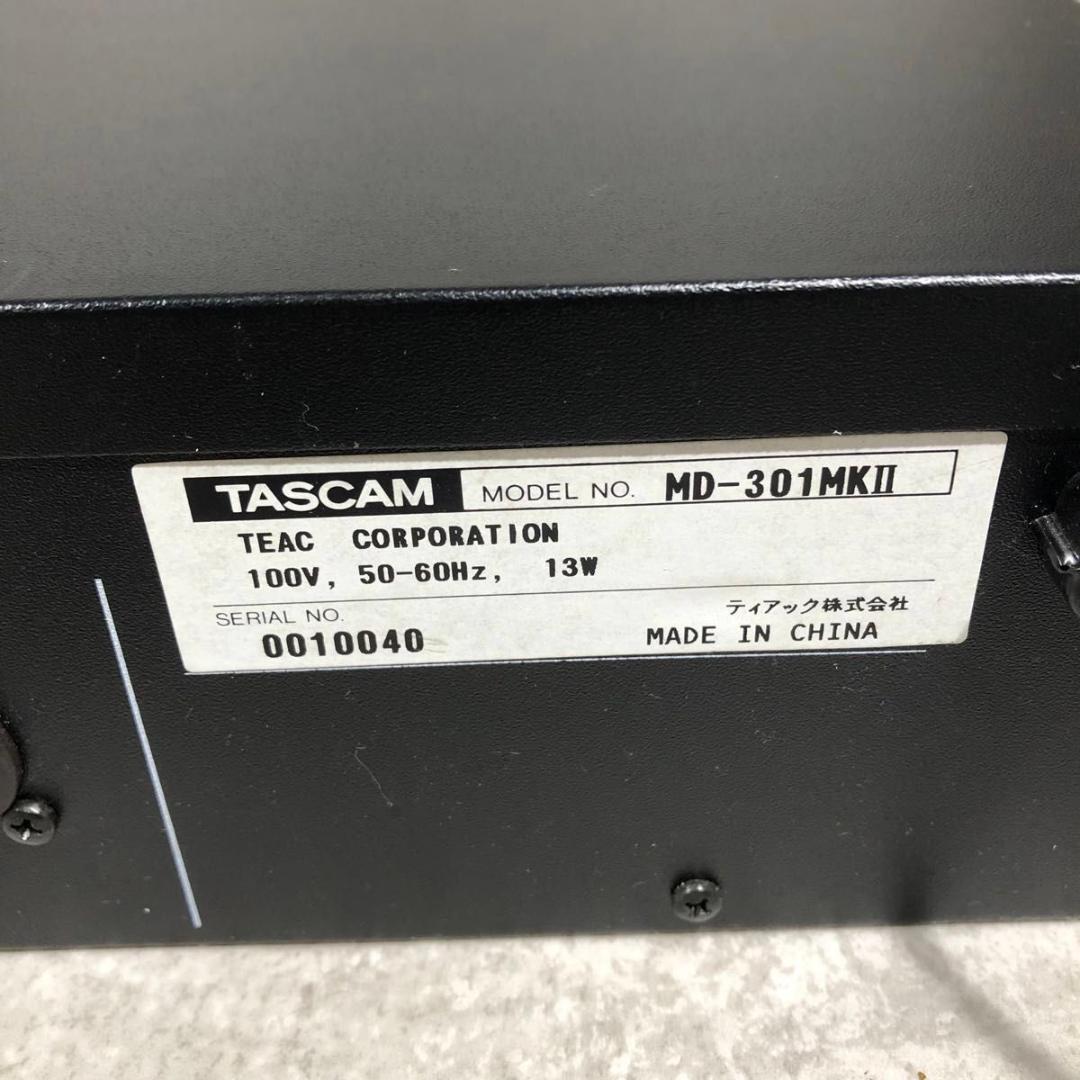 TASCAM MODEL NO. MD-301MKII
TEAC CORPORATION
100V, 50-60Hz, 13W
SERIAL NO. ティアック株式会社
0010040 MADE IN CHINA